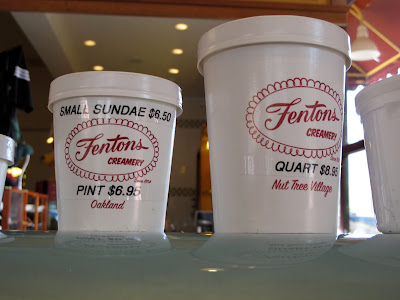 SMALL SUNDAE $6.50
Fentons
CREAMERY
PINT $6.95
Oakland
Fentons
CREAMERY
QUART $8.95
Nut Tree Village